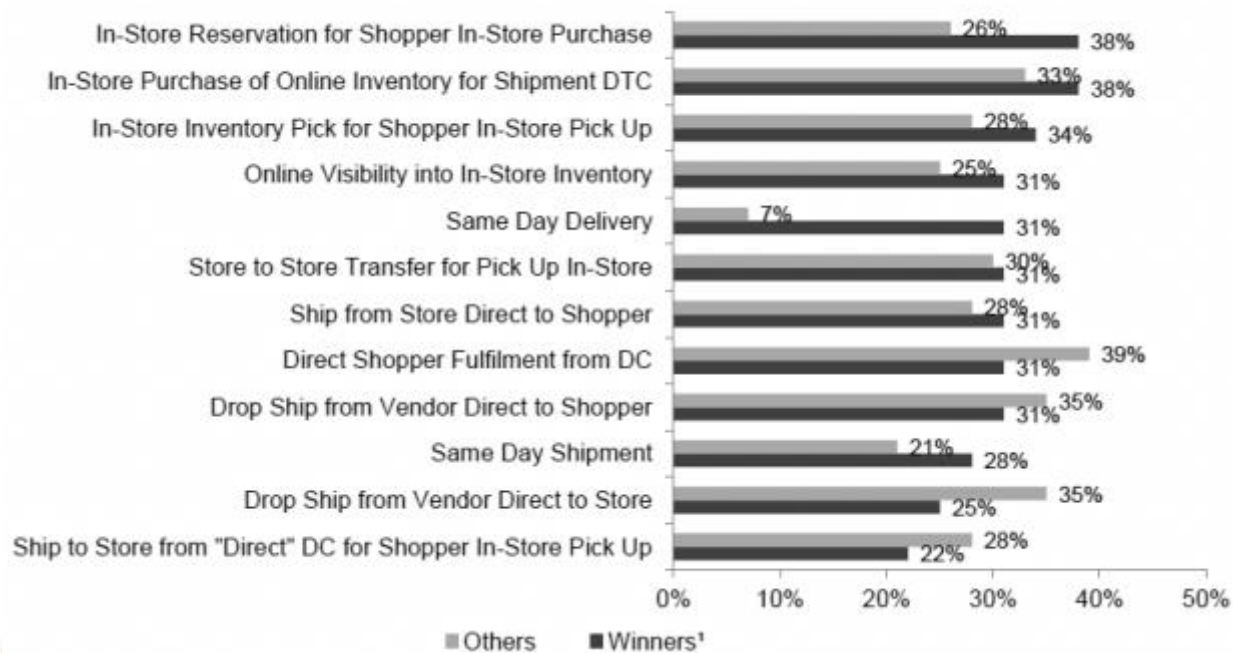 In-Store Reservation for Shopper In-Store Purchase
26%
38%
In-Store Purchase of Online Inventory for Shipment DTC
33%
38%
In-Store Inventory Pick for Shopper In-Store Pick Up
28%
34%
Online Visibility into In-Store Inventory
25%
31%
Same Day Delivery
7%
31%
Store to Store Transfer for Pick Up In-Store
30%
31%
Ship from Store Direct to Shopper
28%
31%
Direct Shopper Fulfilment from DC
39%
31%
Drop Ship from Vendor Direct to Shopper
35%
31%
Same Day Shipment
21%
28%
Drop Ship from Vendor Direct to Store
35%
25%
Ship to Store from "Direct" DC for Shopper In-Store Pick Up
28%
22%
0% 10% 20% 30% 40% 50%
Others Winners¹